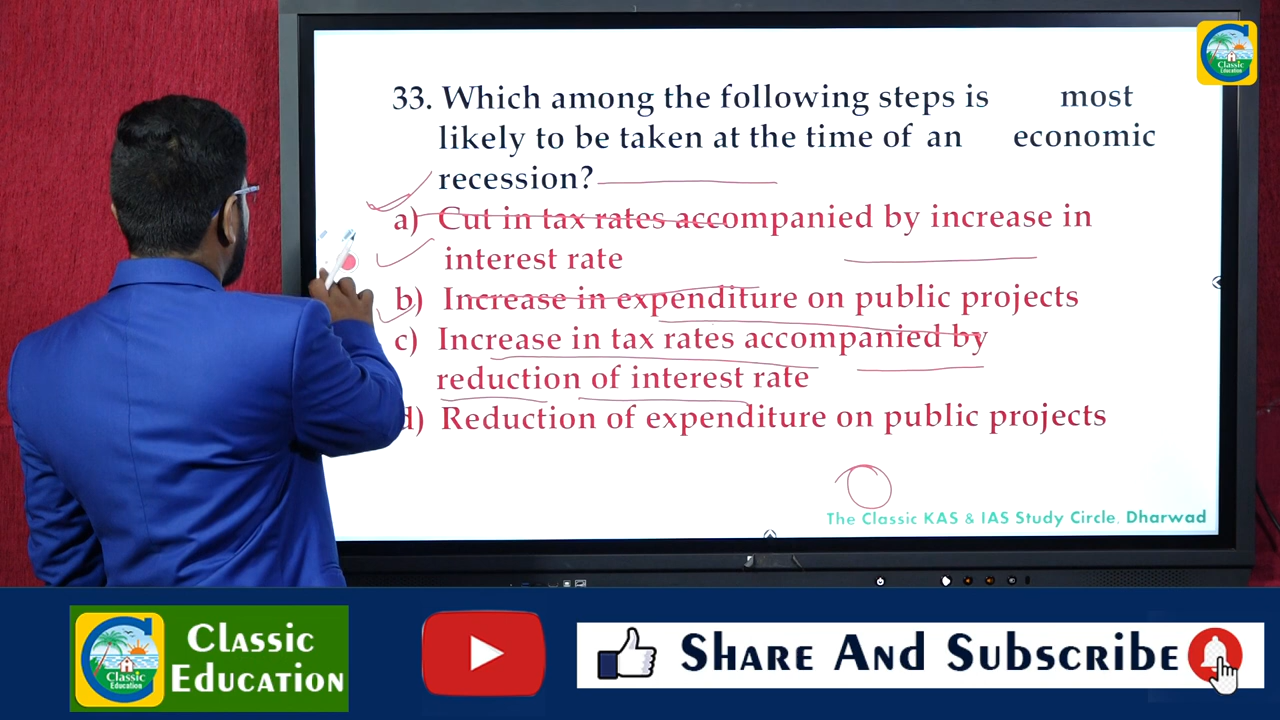 Classic
Education
33. Which among the following steps is most
likely to be taken at the time of an economic
recession?
a) Cut in tax rates accompanied by increase in
interest rate
b) Increase in expenditure on public projects
c) Increase in tax rates accompanied by
reduction of interest rate
d) Reduction of expenditure on public projects
The Classic KAS & IAS Study Circle, Dharwad
Classic
Education
Classic
Education
Share And Subscribe